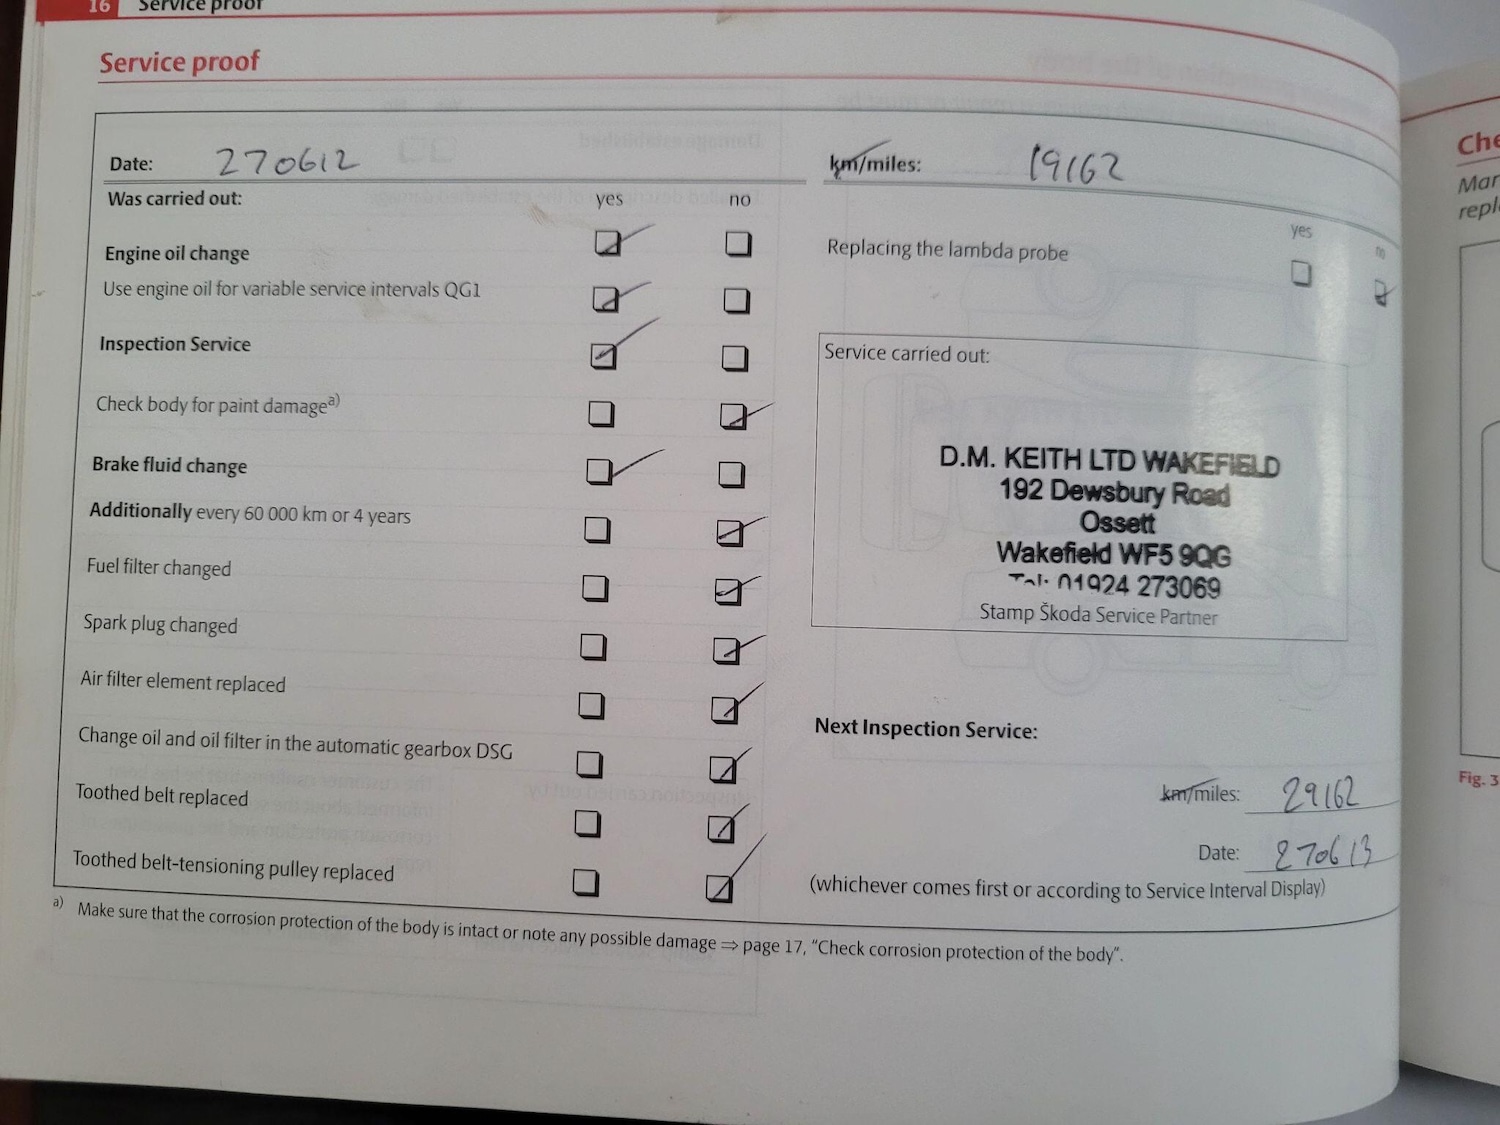 16 Service proof
Service proof
Date: 270612
km/miles: 19162
Was carried out: yes no
Engine oil change
Use engine oil for variable service intervals QG1
Inspection Service
Check body for paint damage a)
Brake fluid change
Additionally every 60 000 km or 4 years
Fuel filter changed
Spark plug changed
Air filter element replaced
Change oil and oil filter in the automatic gearbox DSG
Toothed belt replaced
Toothed belt-tensioning pulley replaced
yes no
Replacing the lambda probe
Service carried out:
D.M. KEITH LTD WAKEFIELD
192 Dewsbury Road
Ossett
Wakefield WF5 9QG
Tel: 01924 273069
Stamp Škoda Service Partner
Next Inspection Service:
km/miles: 29162
Date: 270613
(whichever comes first or according to Service Interval Display)
a) Make sure that the corrosion protection of the body is intact or note any possible damage ⇒ page 17, "Check corrosion protection of the body".
Che
Mar
repl
Fig. 3